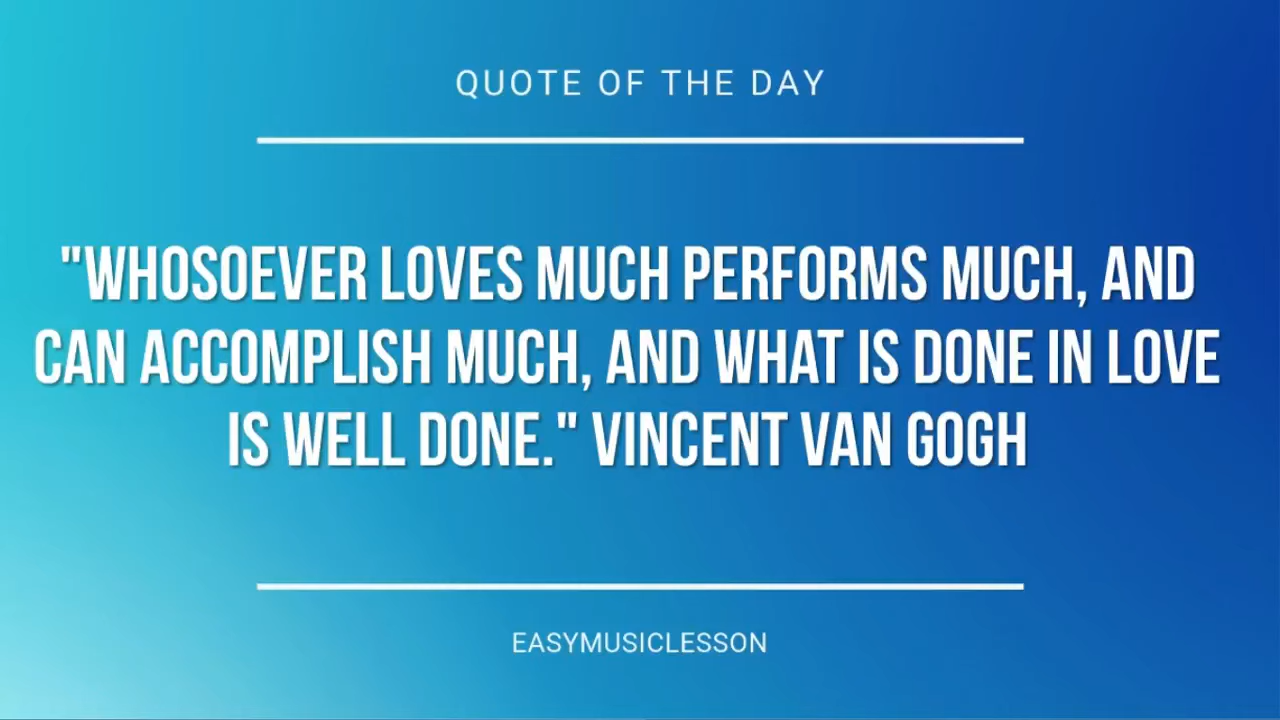 QUOTE OF THE DAY
"WHOSOEVER LOVES MUCH PERFORMS MUCH, AND
CAN ACCOMPLISH MUCH, AND WHAT IS DONE IN LOVE
IS WELL DONE." VINCENT VAN GOGH
EASYMUSICLESSON